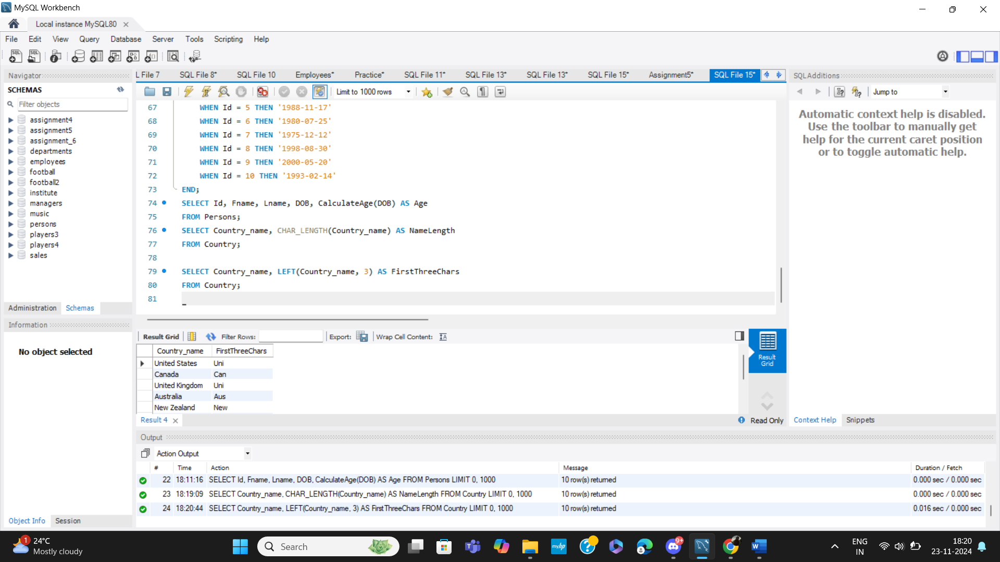 MySQL Workbench
Local instance MySQL80
File Edit View Query Database Server Tools Scripting Help
Navigator
SCHEMAS
Filter objects
assignment4
assignment5
assignment_6
departments
employees
football
football2
institute
managers
music
persons
players3
players4
sales
Administration Schemas
Information
No object selected
Object Info Session
L File 7 SQL File 8* SQL File 10 Employees* Practice* SQL File 11* SQL File 13* SQL File 13* SQL File 15* Assignment5* SQL File 15*
Limit to 1000 rows
67 WHEN Id = 5 THEN '1988-11-17'
68 WHEN Id = 6 THEN '1980-07-25'
69 WHEN Id = 7 THEN '1975-12-12'
70 WHEN Id = 8 THEN '1998-08-30'
71 WHEN Id = 9 THEN '2000-05-20'
72 WHEN Id = 10 THEN '1993-02-14'
73 END;
74 SELECT Id, Fname, Lname, DOB, CalculateAge(DOB) AS Age
75 FROM Persons;
76 SELECT Country_name, CHAR_LENGTH(Country_name) AS NameLength
77 FROM Country;
78
79 SELECT Country_name, LEFT(Country_name, 3) AS FirstThreeChars
80 FROM Country;
81
Result Grid Filter Rows: Export: Wrap Cell Content:
Country_name FirstThreeChars
United States Uni
Canada Can
United Kingdom Uni
Australia Aus
New Zealand New
Result Grid
Result 4
Read Only
SQLAdditions
Jump to
Automatic context help is disabled.
Use the toolbar to manually get
help for the current caret position
or to toggle automatic help.
Context Help Snippets
Output
Action Output
# Time Action Message Duration / Fetch
22 18:11:16 SELECT Id, Fname, Lname, DOB, CalculateAge(DOB) AS Age FROM Persons LIMIT 0, 1000 10 row(s) returned 0.000 sec / 0.000 sec
23 18:19:09 SELECT Country_name, CHAR_LENGTH(Country_name) AS NameLength FROM Country LIMIT 0, 1000 10 row(s) returned 0.000 sec / 0.000 sec
24 18:20:44 SELECT Country_name, LEFT(Country_name, 3) AS FirstThreeChars FROM Country LIMIT 0, 1000 10 row(s) returned 0.016 sec / 0.000 sec
1
24°C
Mostly cloudy
Search
myhp
9+
ENG
IN
18:20
23-11-2024